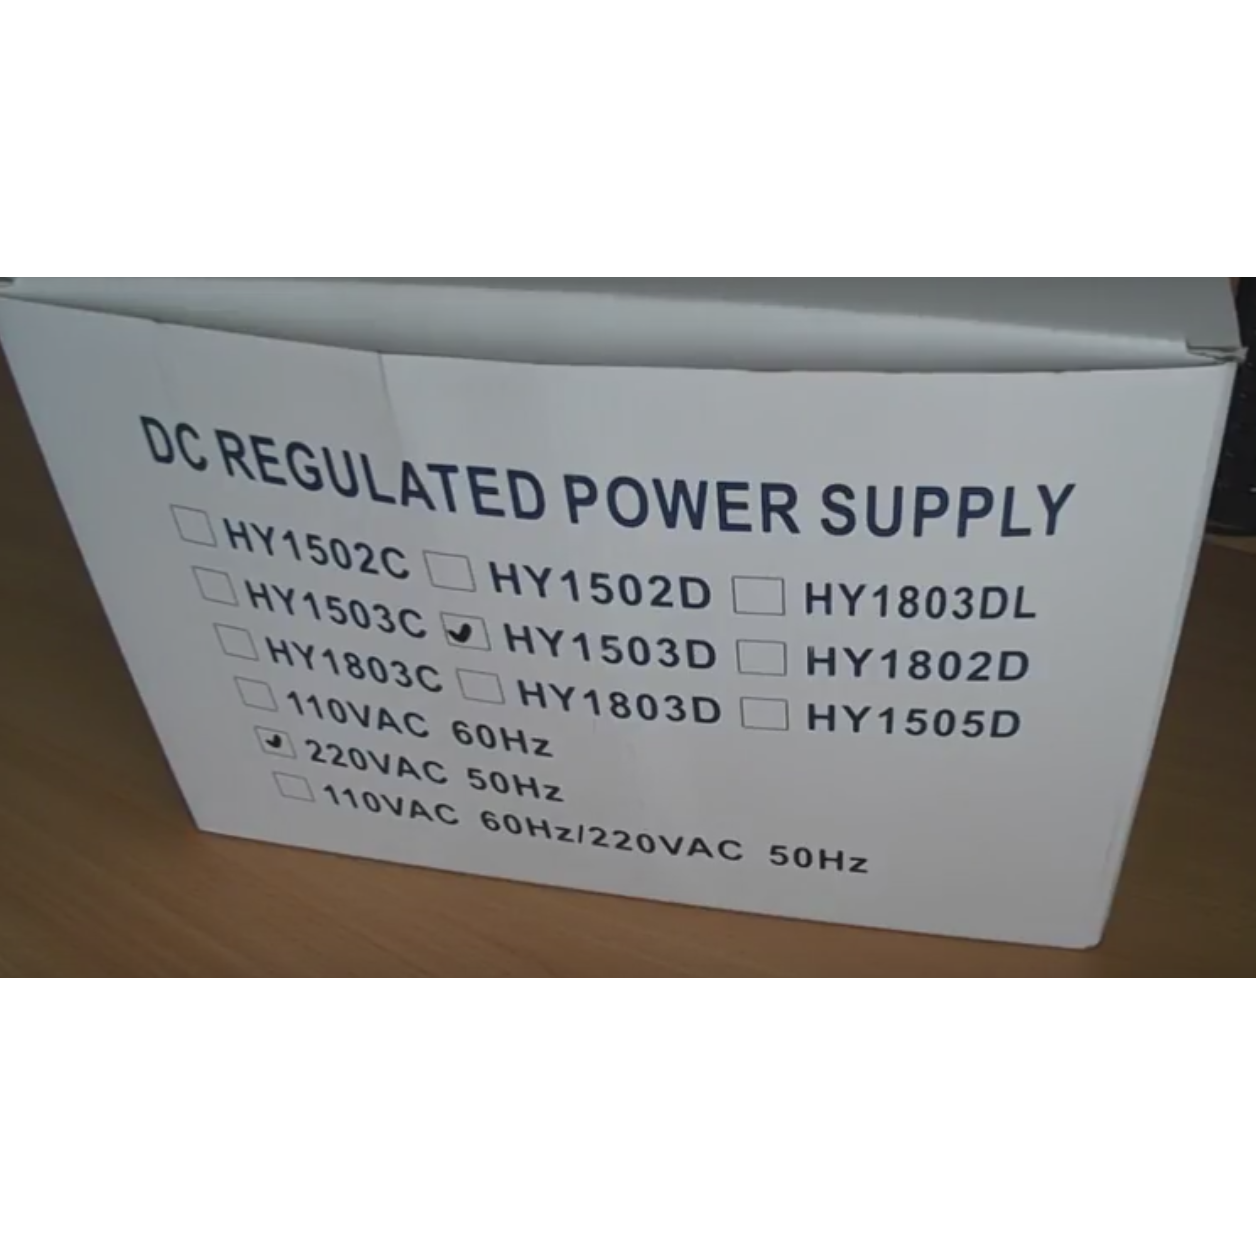 DC REGULATED POWER SUPPLY
HY1502C HY1502D HY1803DL
HY1503C HY1503D HY1802D
HY1803C HY1803D HY1505D
110VAC 60Hz
220VAC 50Hz
110VAC 60Hz/220VAC 50Hz